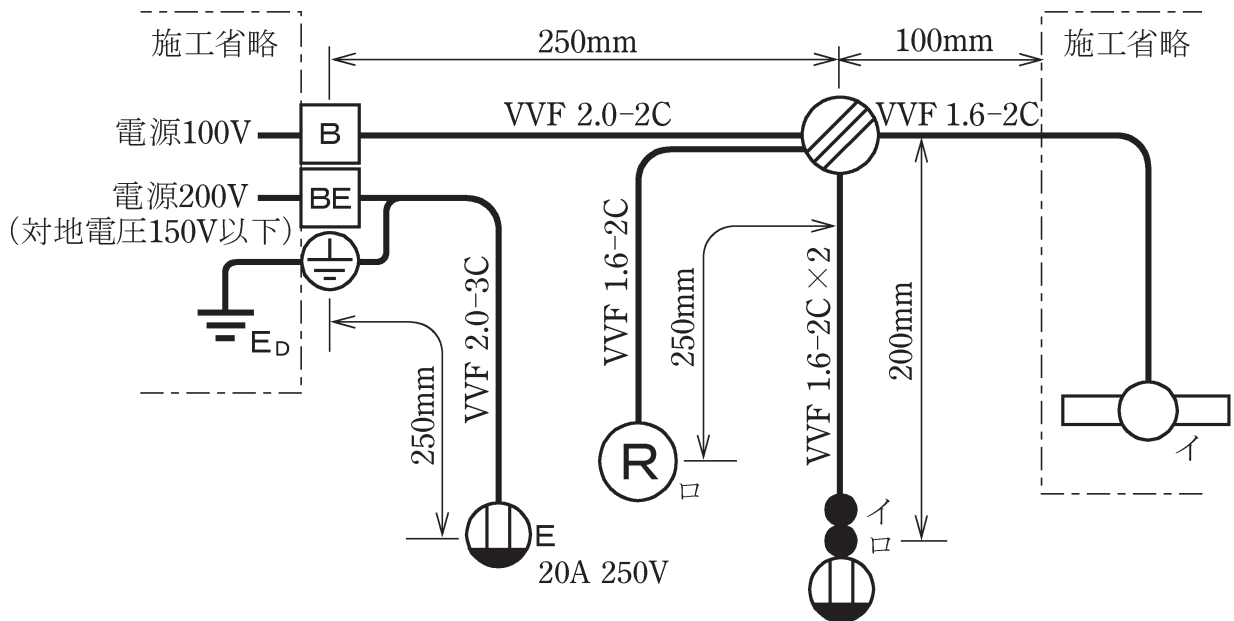 施工省略
250mm
100mm
施工省略
電源100V
B
VVF 2.0-2C
VVF 1.6-2C
電源200V
BE
(対地電圧150V以下)
E_D
VVF 2.0-3C
250mm
VVF 1.6-2C
250mm
VVF 1.6-2C×2
200mm
R
ロ
イ
イ
ロ
E
20A 250V